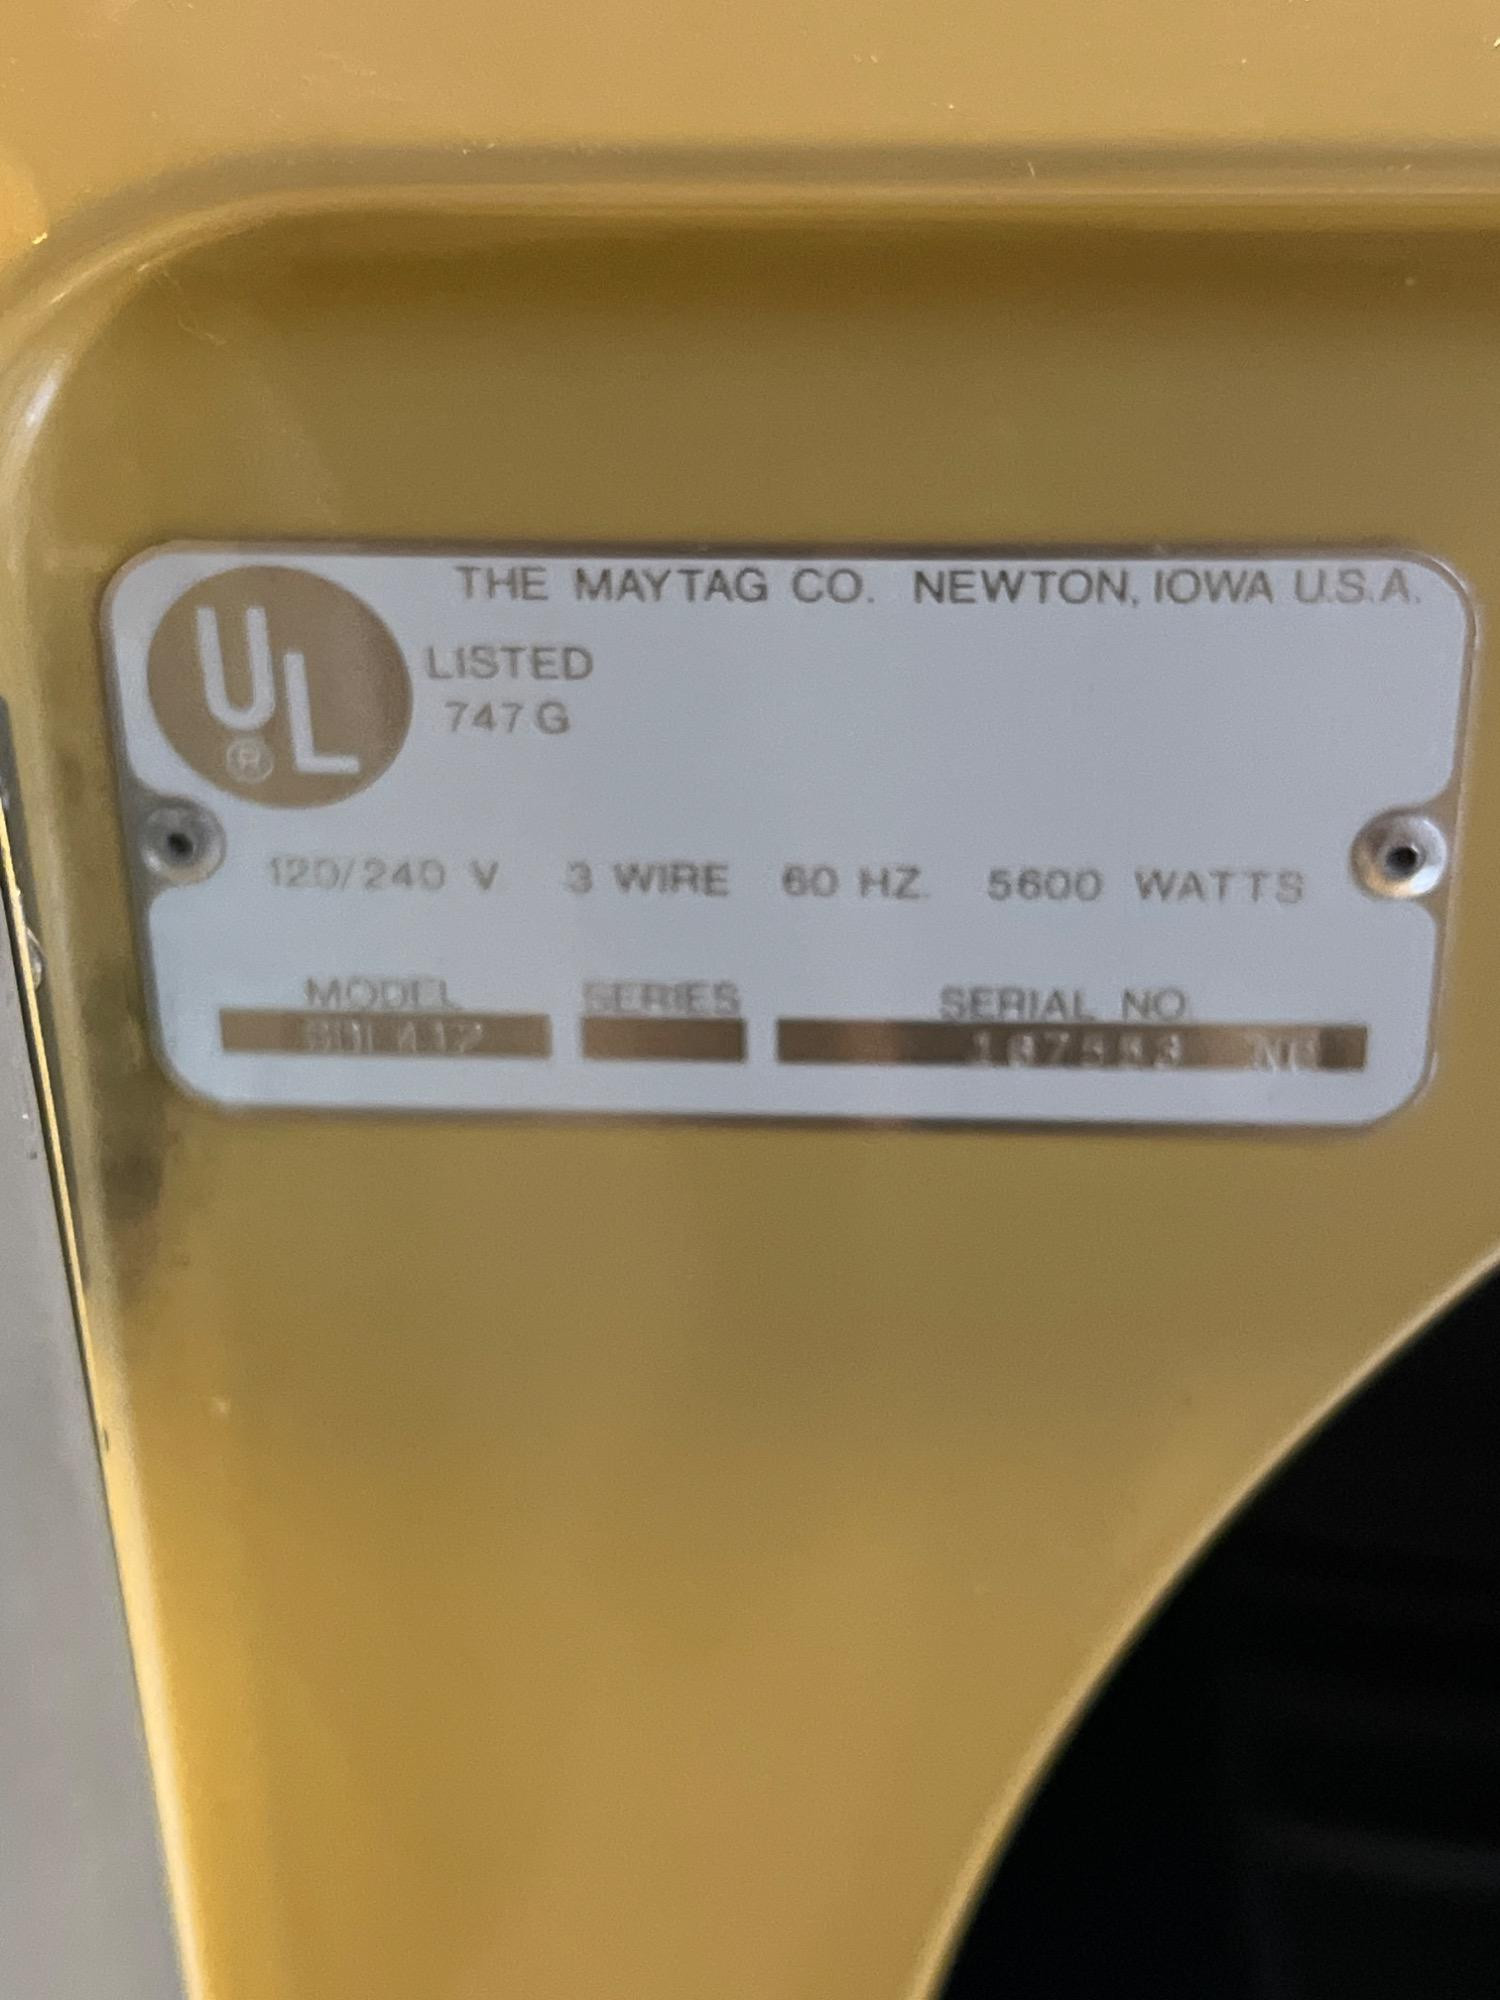 THE MAYTAG CO. NEWTON, IOWA U.S.A.
UL
®
LISTED
747 G
120/240 V 3 WIRE 60 HZ. 5600 WATTS
MODEL SERIES SERIAL NO.